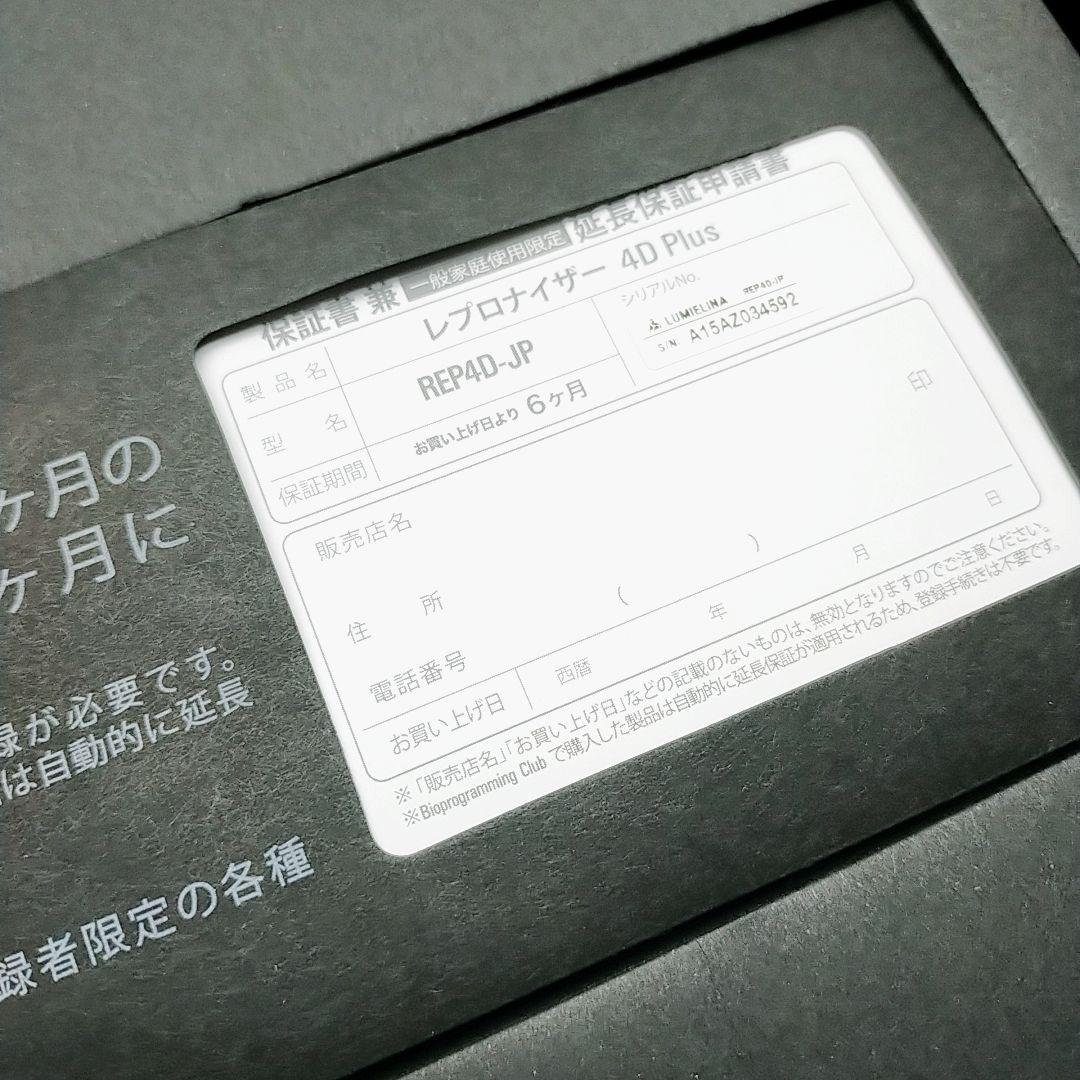 保証書 兼 一般家庭使用限定 延長保証申請書
製品名 レプロナイザー 4D Plus
型名 REP4D-JP
シリアルNo.
LUMIELINA REP4D-JP
S/N A15AZ034592
保証期間 お買い上げ日より 6ヶ月
販売店名 印
住所
電話番号 ( )
お買い上げ日 西暦 年 月 日
※「販売店名」「お買い上げ日」などの記載のないものは、無効となりますのでご注意ください。
※Bioprogramming Club で購入した製品は自動的に延長保証が適用されるため、登録手続きは不要です。
ヶ月の
ヶ月に
録が必要です。
は自動的に延長
録者限定の各種